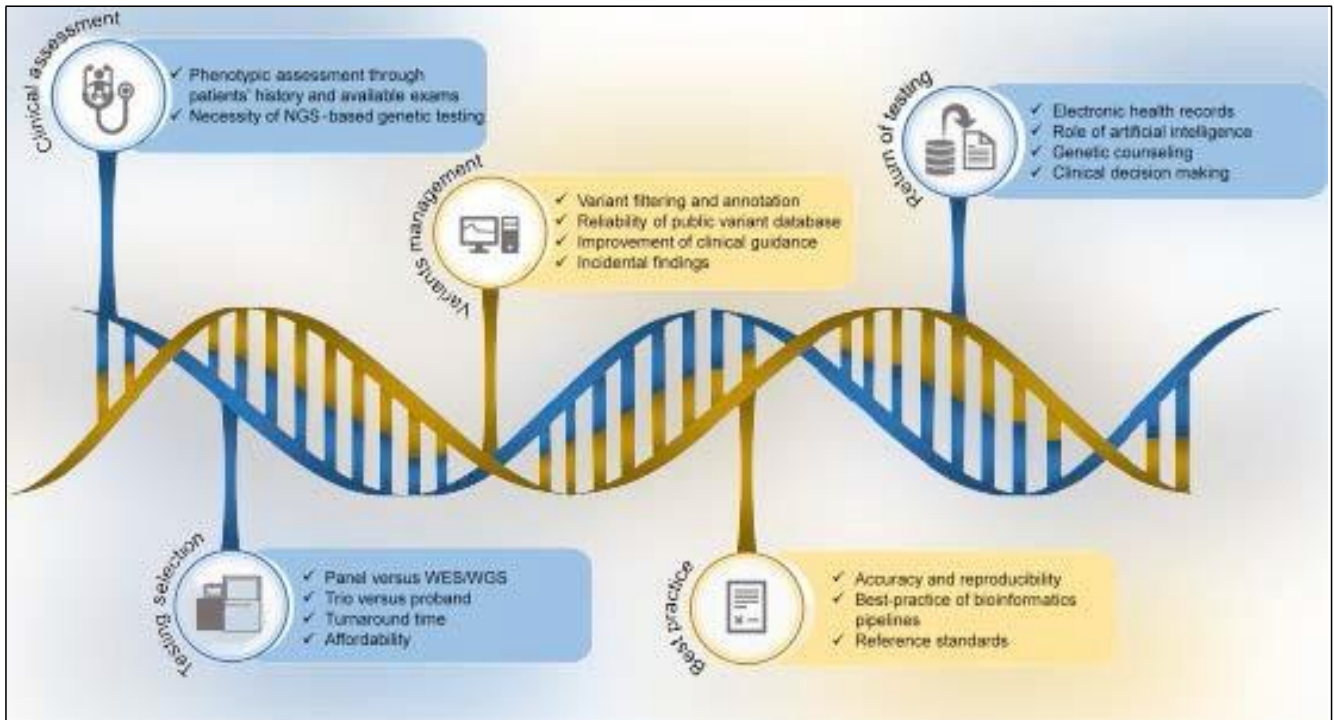 Clinical assessment
✓ Phenotypic assessment through
patients' history and available exams
✓ Necessity of NGS-based genetic testing
Testing selection
✓ Panel versus WES/WGS
✓ Trio versus proband
✓ Turnaround time
✓ Affordability
Variants management
✓ Variant filtering and annotation
✓ Reliability of public variant database
✓ Improvement of clinical guidance
✓ Incidental findings
Best practice
✓ Accuracy and reproducibility
✓ Best-practice of bioinformatics
pipelines
✓ Reference standards
Return of testing
✓ Electronic health records
✓ Role of artificial intelligence
✓ Genetic counseling
✓ Clinical decision making